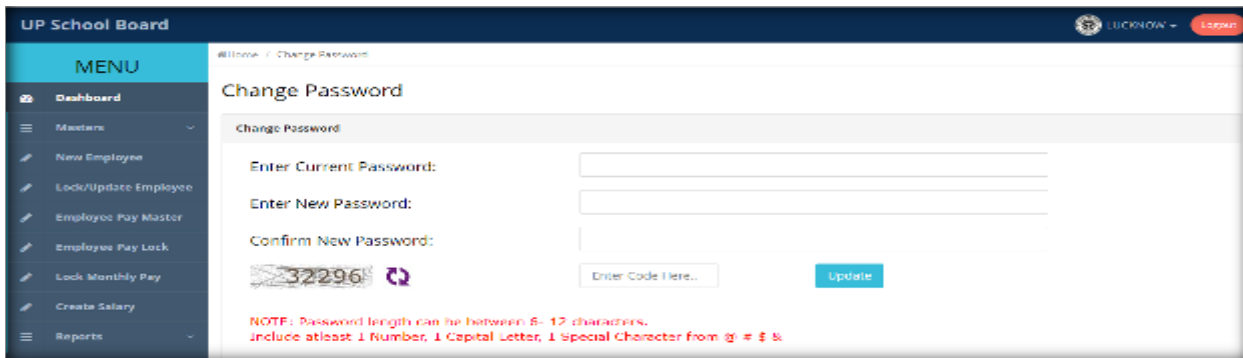 UP School Board
LUCKNOW
Logout
MENU
Home / Change Password
Dashboard
Change Password
Masters
Change Password
New Employee
Enter Current Password:
Lock/Update Employee
Enter New Password:
Employee Pay Master
Confirm New Password:
Employee Pay Lock
Lock Monthly Pay
32296
Enter Code Here..
Update
Create Salary
NOTE: Password length can be between 6- 12 characters.
Reports
Include atleast 1 Number, 1 Capital Letter, 1 Special Character from @ # $ &